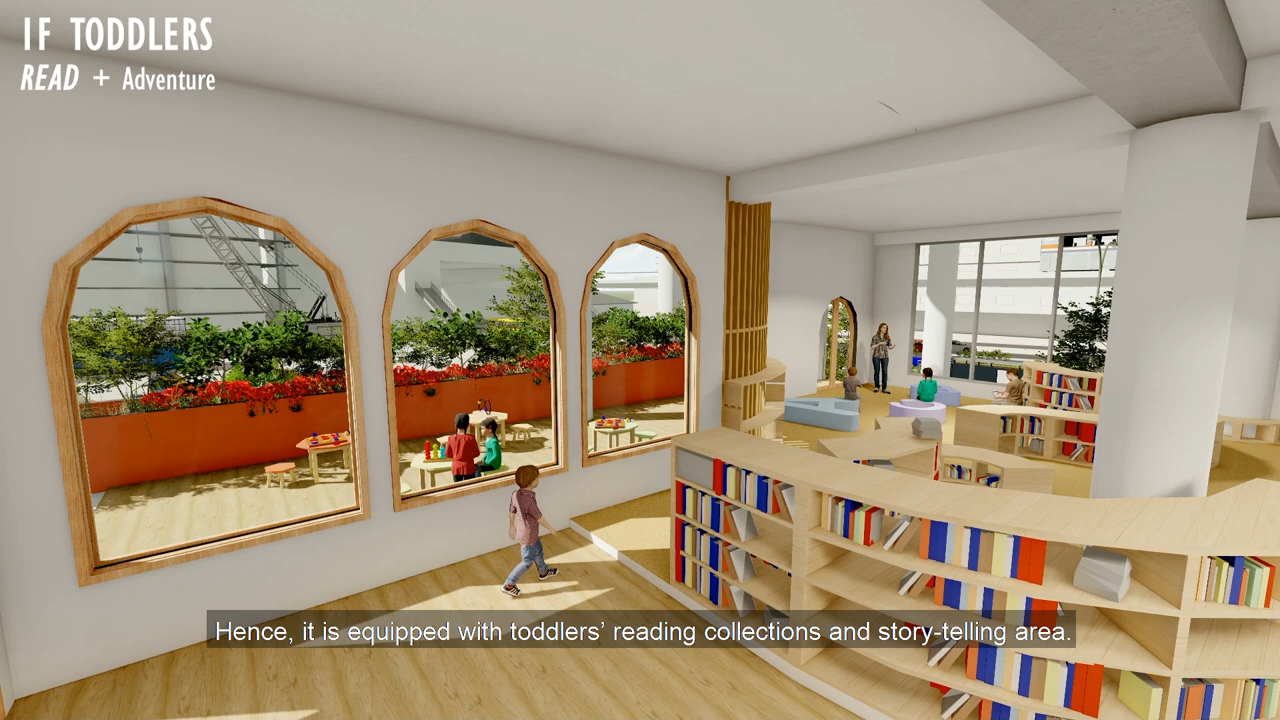 IF TODDLERS
READ + Adventure
Hence, it is equipped with toddlers’ reading collections and story-telling area.